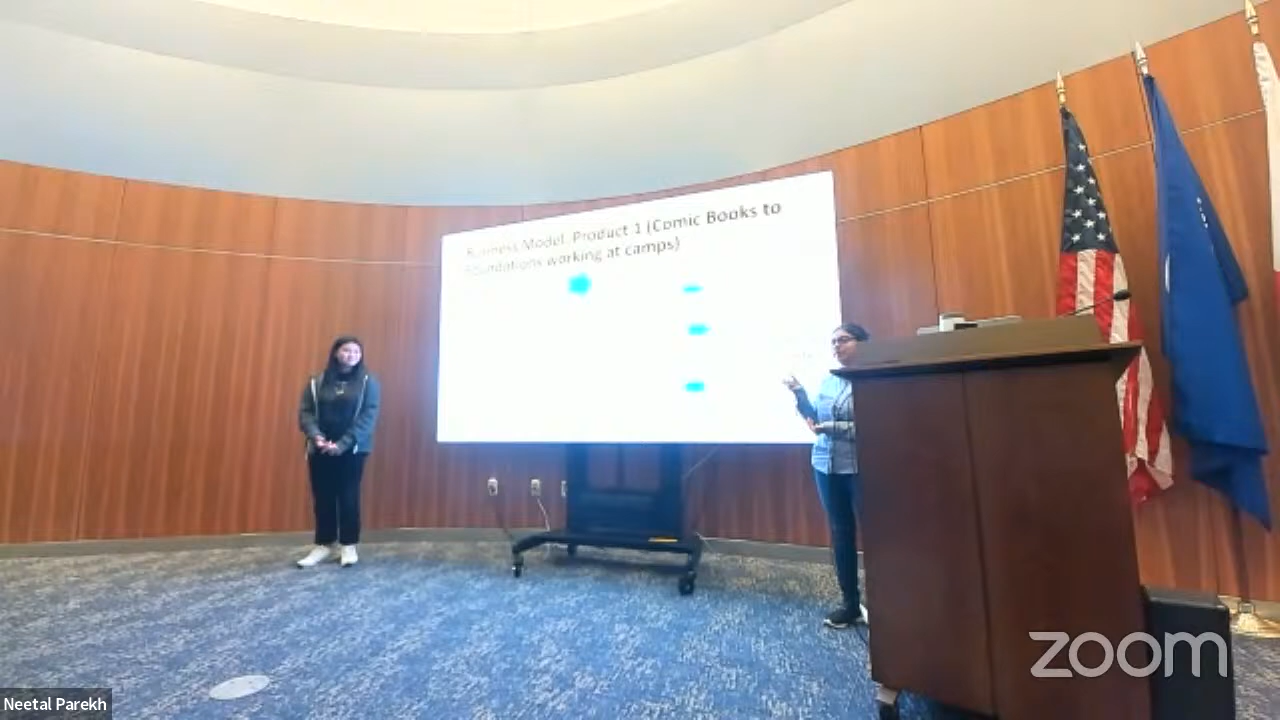 Business Model. Product 1 (Comic Books to
Foundations working at camps)
zoom
Neetal Parekh